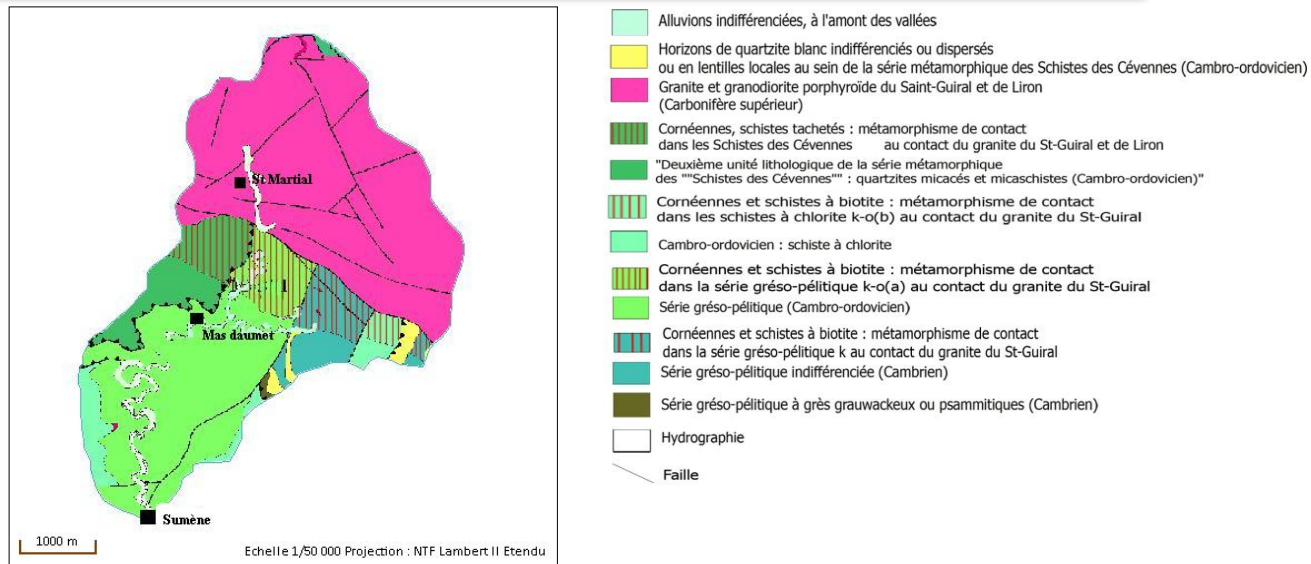 St Martial
1
Mas daumet
Sumène
1000 m
Echelle 1/50 000 Projection : NTF Lambert II Etendu
Alluvions indifférenciées, à l'amont des vallées
Horizons de quartzite blanc indifférenciés ou dispersés
ou en lentilles locales au sein de la série métamorphique des Schistes des Cévennes (Cambro-ordovicien)
Granite et granodiorite porphyroïde du Saint-Guiral et de Liron
(Carbonifère supérieur)
Cornéennes, schistes tachetés : métamorphisme de contact
dans les Schistes des Cévennes au contact du granite du St-Guiral et de Liron
"Deuxième unité lithologique de la série métamorphique
des ""Schistes des Cévennes"" : quartzites micacés et micaschistes (Cambro-ordovicien)"
Cornéennes et schistes à biotite : métamorphisme de contact
dans les schistes à chlorite k-o(b) au contact du granite du St-Guiral
Cambro-ordovicien : schiste à chlorite
Cornéennes et schistes à biotite : métamorphisme de contact
dans la série gréso-pélitique k-o(a) au contact du granite du St-Guiral
Série gréso-pélitique (Cambro-ordovicien)
Cornéennes et schistes à biotite : métamorphisme de contact
dans la série gréso-pélitique k au contact du granite du St-Guiral
Série gréso-pélitique indifférenciée (Cambrien)
Série gréso-pélitique à grès grauwackeux ou psammitiques (Cambrien)
Hydrographie
Faille